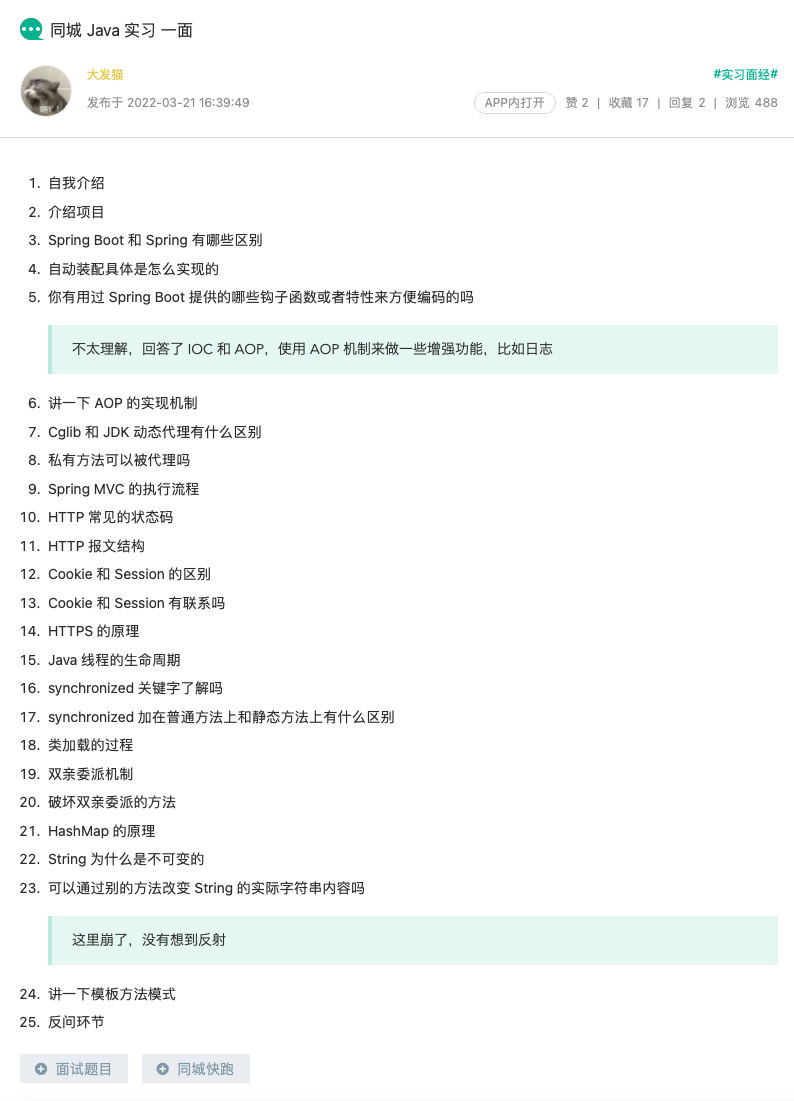 同城 Java 实习 一面
大发猫
#实习面经#
发布于 2022-03-21 16:39:49
APP内打开 赞 2 | 收藏 17 | 回复 2 | 浏览 488
1. 自我介绍
2. 介绍项目
3. Spring Boot 和 Spring 有哪些区别
4. 自动装配具体是怎么实现的
5. 你有用过 Spring Boot 提供的哪些钩子函数或者特性来方便编码的吗
不太理解，回答了 IOC 和 AOP，使用 AOP 机制来做一些增强功能，比如日志
6. 讲一下 AOP 的实现机制
7. Cglib 和 JDK 动态代理有什么区别
8. 私有方法可以被代理吗
9. Spring MVC 的执行流程
10. HTTP 常见的状态码
11. HTTP 报文结构
12. Cookie 和 Session 的区别
13. Cookie 和 Session 有联系吗
14. HTTPS 的原理
15. Java 线程的生命周期
16. synchronized 关键字了解吗
17. synchronized 加在普通方法上和静态方法上有什么区别
18. 类加载的过程
19. 双亲委派机制
20. 破坏双亲委派的方法
21. HashMap 的原理
22. String 为什么是不可变的
23. 可以通过别的方法改变 String 的实际字符串内容吗
这里崩了，没有想到反射
24. 讲一下模板方法模式
25. 反问环节
面试题目 同城快跑